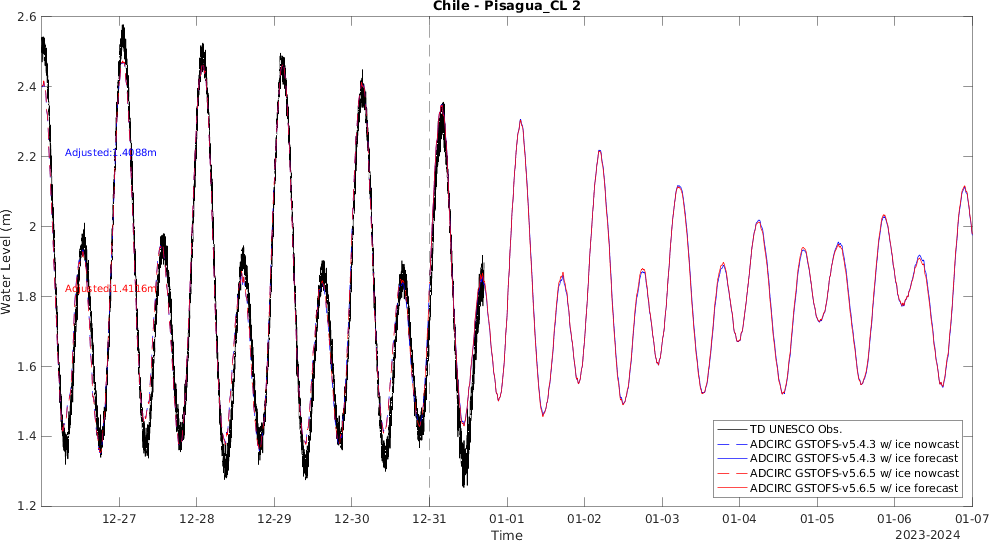 Chile - Pisagua_CL 2
2.6
2.4
2.2
2
1.8
1.6
1.4
1.2
Water Level (m)
Adjusted:1.4088m
Adjusted:1.4116m
TD UNESCO Obs.
ADCIRC GSTOFS-v5.4.3 w/ ice nowcast
ADCIRC GSTOFS-v5.4.3 w/ ice forecast
ADCIRC GSTOFS-v5.6.5 w/ ice nowcast
ADCIRC GSTOFS-v5.6.5 w/ ice forecast
12-27 12-28 12-29 12-30 12-31 01-01 01-02 01-03 01-04 01-05 01-06 01-07
Time
2023-2024